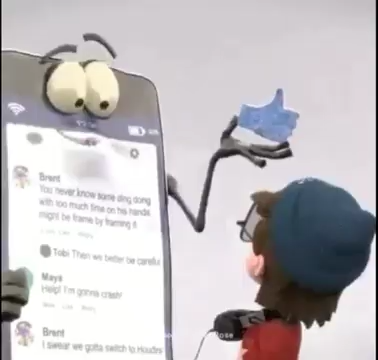 Brent
You never know some ding dong
with too much time on his hands
might be frame by framing it
Tobi Then we better be careful
Maya
Help! I'm gonna crash!
Brent
I swear we gotta switch to Houdini